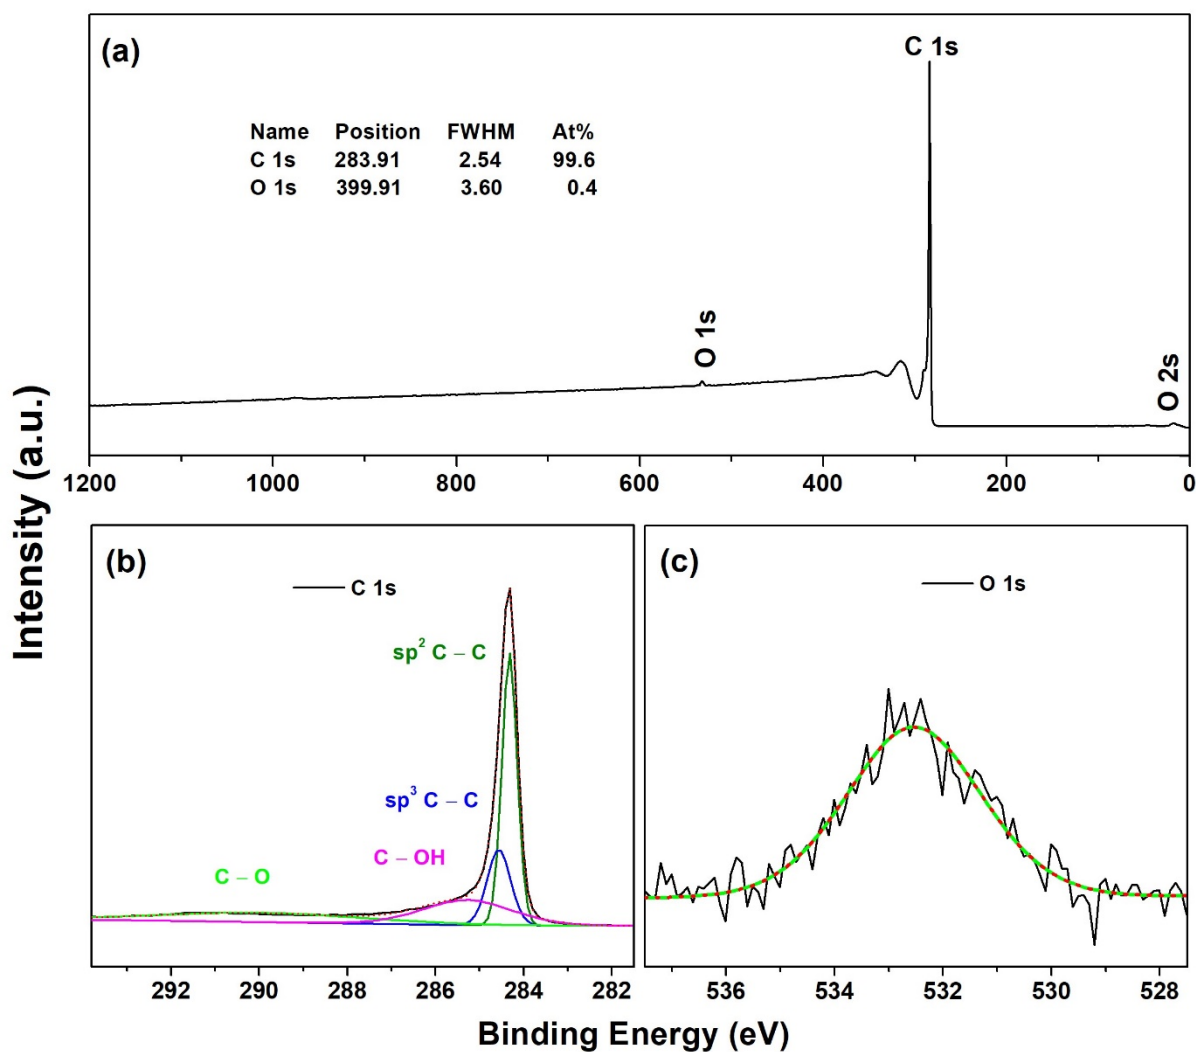 (a)
C 1s
Name Position FWHM At%
C 1s 283.91 2.54 99.6
O 1s 399.91 3.60 0.4
O 1s
O 2s
1200 1000 800 600 400 200 0
Intensity (a.u.)
(b)
C 1s
sp² C – C
sp³ C – C
C – OH
C – O
292 290 288 286 284 282
(c)
O 1s
536 534 532 530 528
Binding Energy (eV)